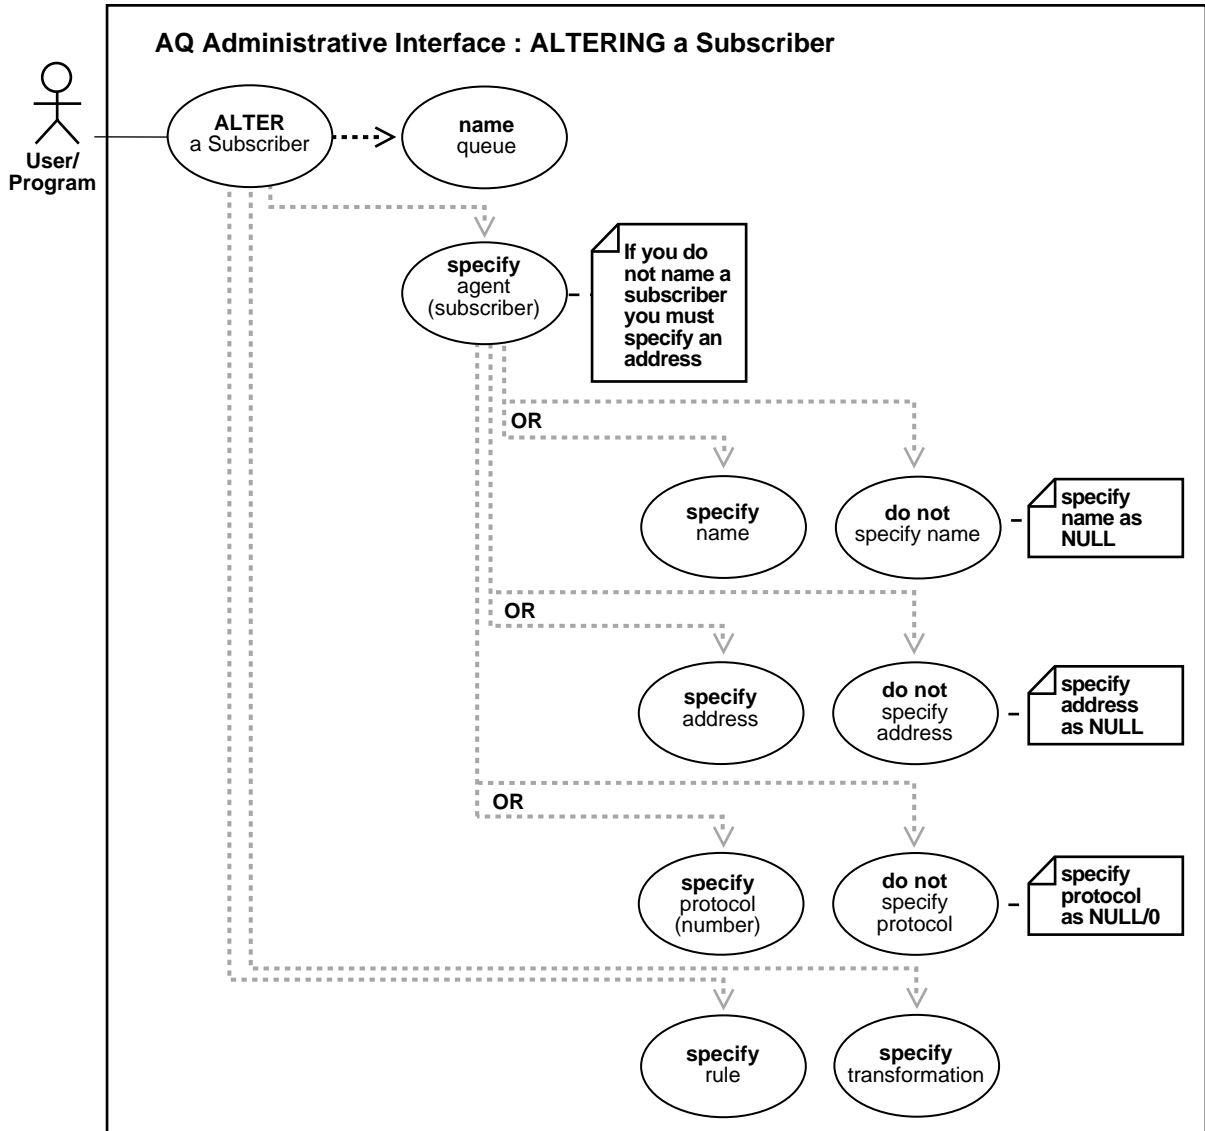 AQ Administrative Interface : ALTERING a Subscriber
User/
Program
ALTER
a Subscriber
name
queue
specify
agent
(subscriber)
If you do
not name a
subscriber
you must
specify an
address
OR
specify
name
do not
specify name
specify
name as
NULL
OR
specify
address
do not
specify
address
specify
address
as NULL
OR
specify
protocol
(number)
do not
specify
protocol
specify
protocol
as NULL/0
specify
rule
specify
transformation